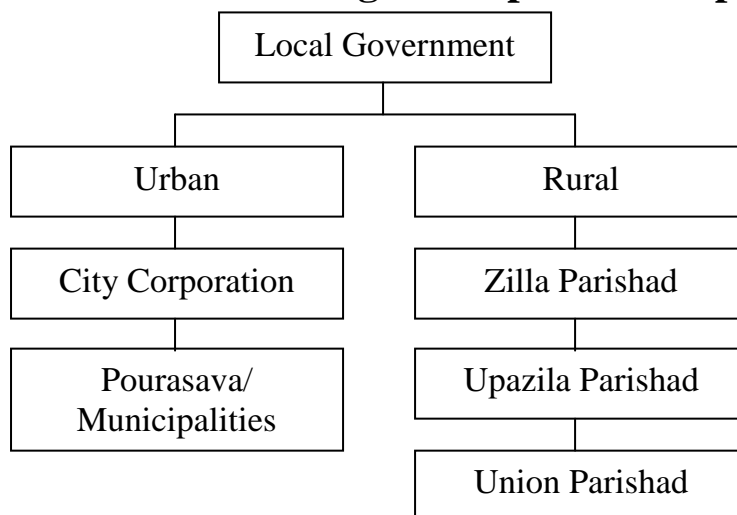 Local Government
Urban
Rural
City Corporation
Zilla Parishad
Pourasava/
Municipalities
Upazila Parishad
Union Parishad